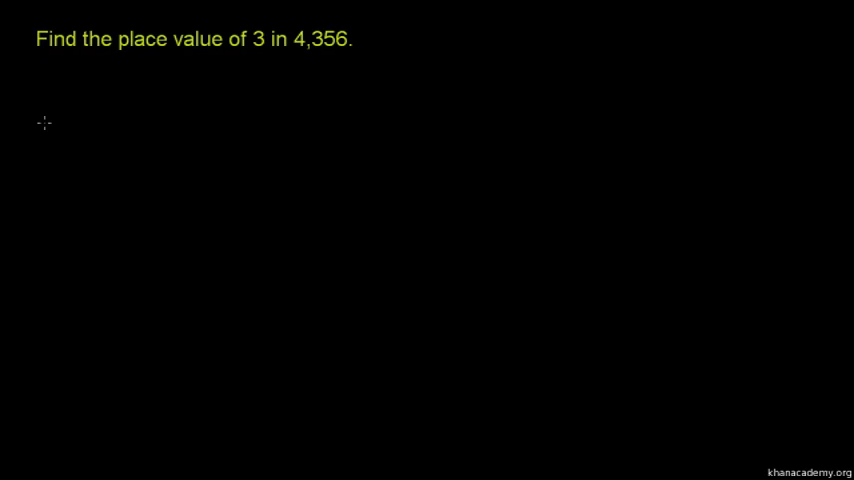 Find the place value of 3 in 4,356.
khanacademy.org